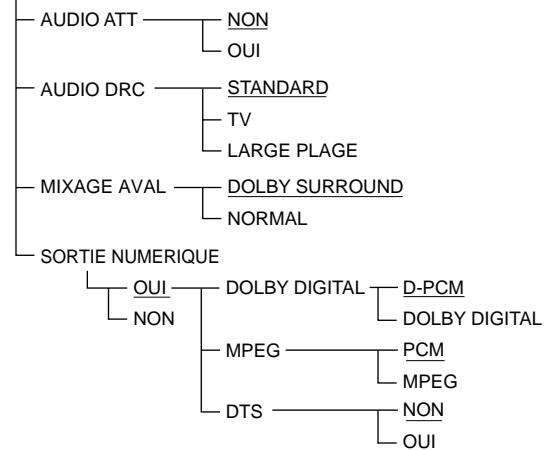 AUDIO ATT NON
OUI
AUDIO DRC STANDARD
TV
LARGE PLAGE
MIXAGE AVAL DOLBY SURROUND
NORMAL
SORTIE NUMERIQUE
OUI DOLBY DIGITAL D-PCM
NON DOLBY DIGITAL
MPEG PCM
MPEG
DTS NON
OUI